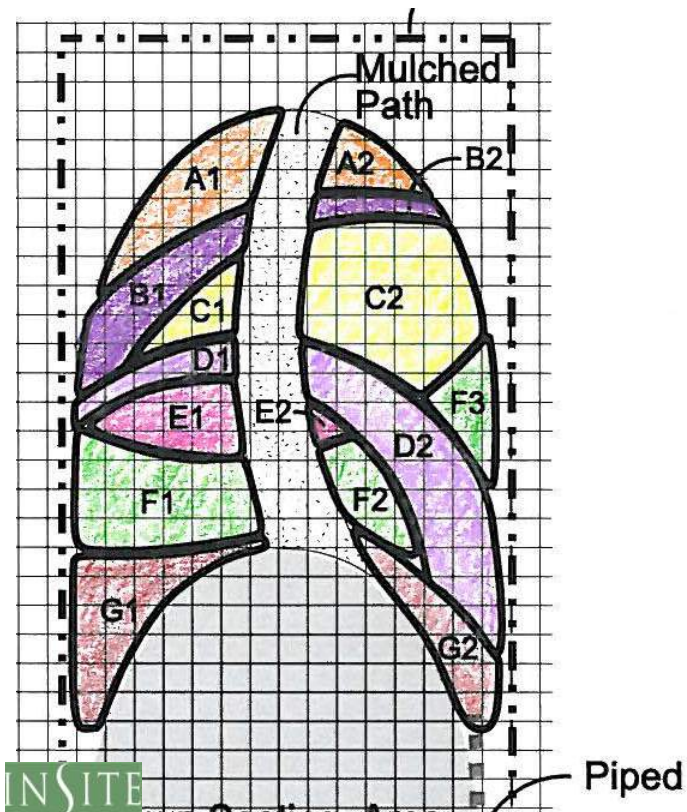 Mulched
Path
A1
A2
B2
B1
C1
C2
D1
E1
E2
F3
D2
F1
F2
G1
G2
INSITE
Piped